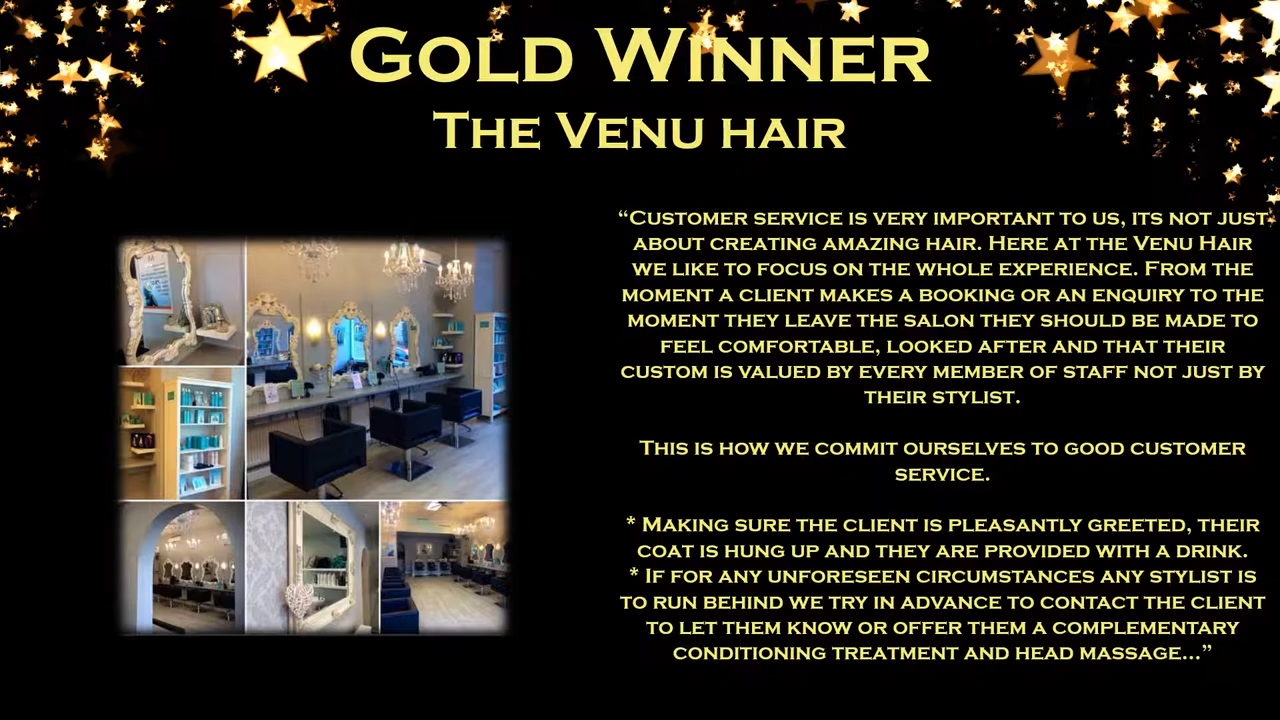 Gold Winner
The Venu hair
“Customer service is very important to us, its not just
about creating amazing hair. Here at the Venu Hair
we like to focus on the whole experience. From the
moment a client makes a booking or an enquiry to the
moment they leave the salon they should be made to
feel comfortable, looked after and that their
custom is valued by every member of staff not just by
their stylist.
This is how we commit ourselves to good customer
service.
* Making sure the client is pleasantly greeted, their
coat is hung up and they are provided with a drink.
* If for any unforeseen circumstances any stylist is
to run behind we try in advance to contact the client
to let them know or offer them a complementary
conditioning treatment and head massage...”